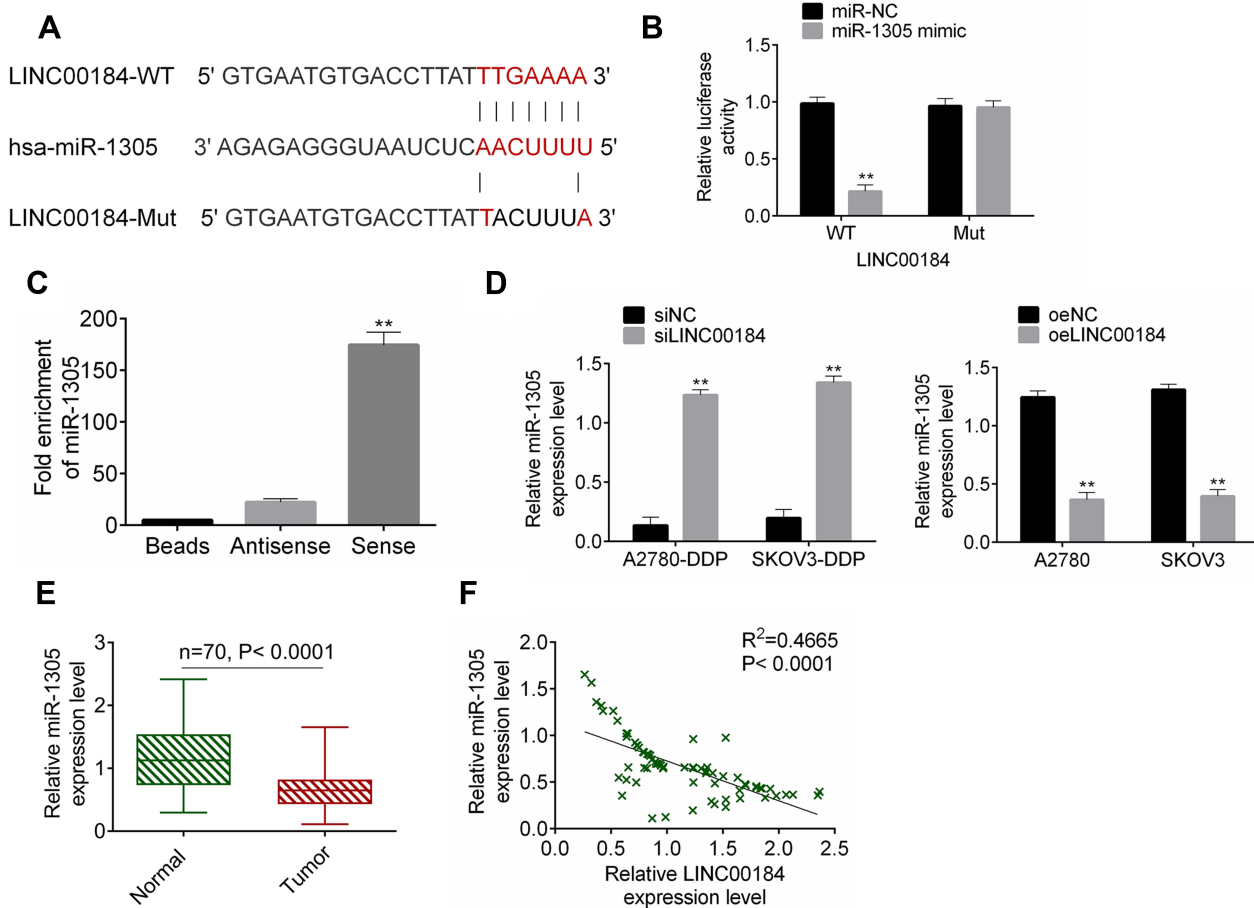 A
LINC00184-WT 5' GTGAATGTGACCTTATTTGAAAA 3'
hsa-miR-1305 3' AGAGAGGGUAAUCUCAACUUUU 5'
LINC00184-Mut 5' GTGAATGTGACCTTATTACUUUA 3'
B
miR-NC
miR-1305 mimic
Relative luciferase
activity
1.5
1.0
0.5
0.0
**
WT
Mut
LINC00184
C
Fold enrichment
of miR-1305
200
150
100
50
0
**
Beads
Antisense
Sense
D
siNC
siLINC00184
Relative miR-1305
expression level
1.5
1.0
0.5
0.0
**
**
A2780-DDP
SKOV3-DDP
oeNC
oeLINC00184
Relative miR-1305
expression level
1.5
1.0
0.5
0.0
**
**
A2780
SKOV3
E
Relative miR-1305
expression level
3
2
1
0
n=70, P< 0.0001
Normal
Tumor
F
Relative miR-1305
expression level
2.0
1.5
1.0
0.5
0.0
R²=0.4665
P< 0.0001
0.0 0.5 1.0 1.5 2.0 2.5
Relative LINC00184
expression level